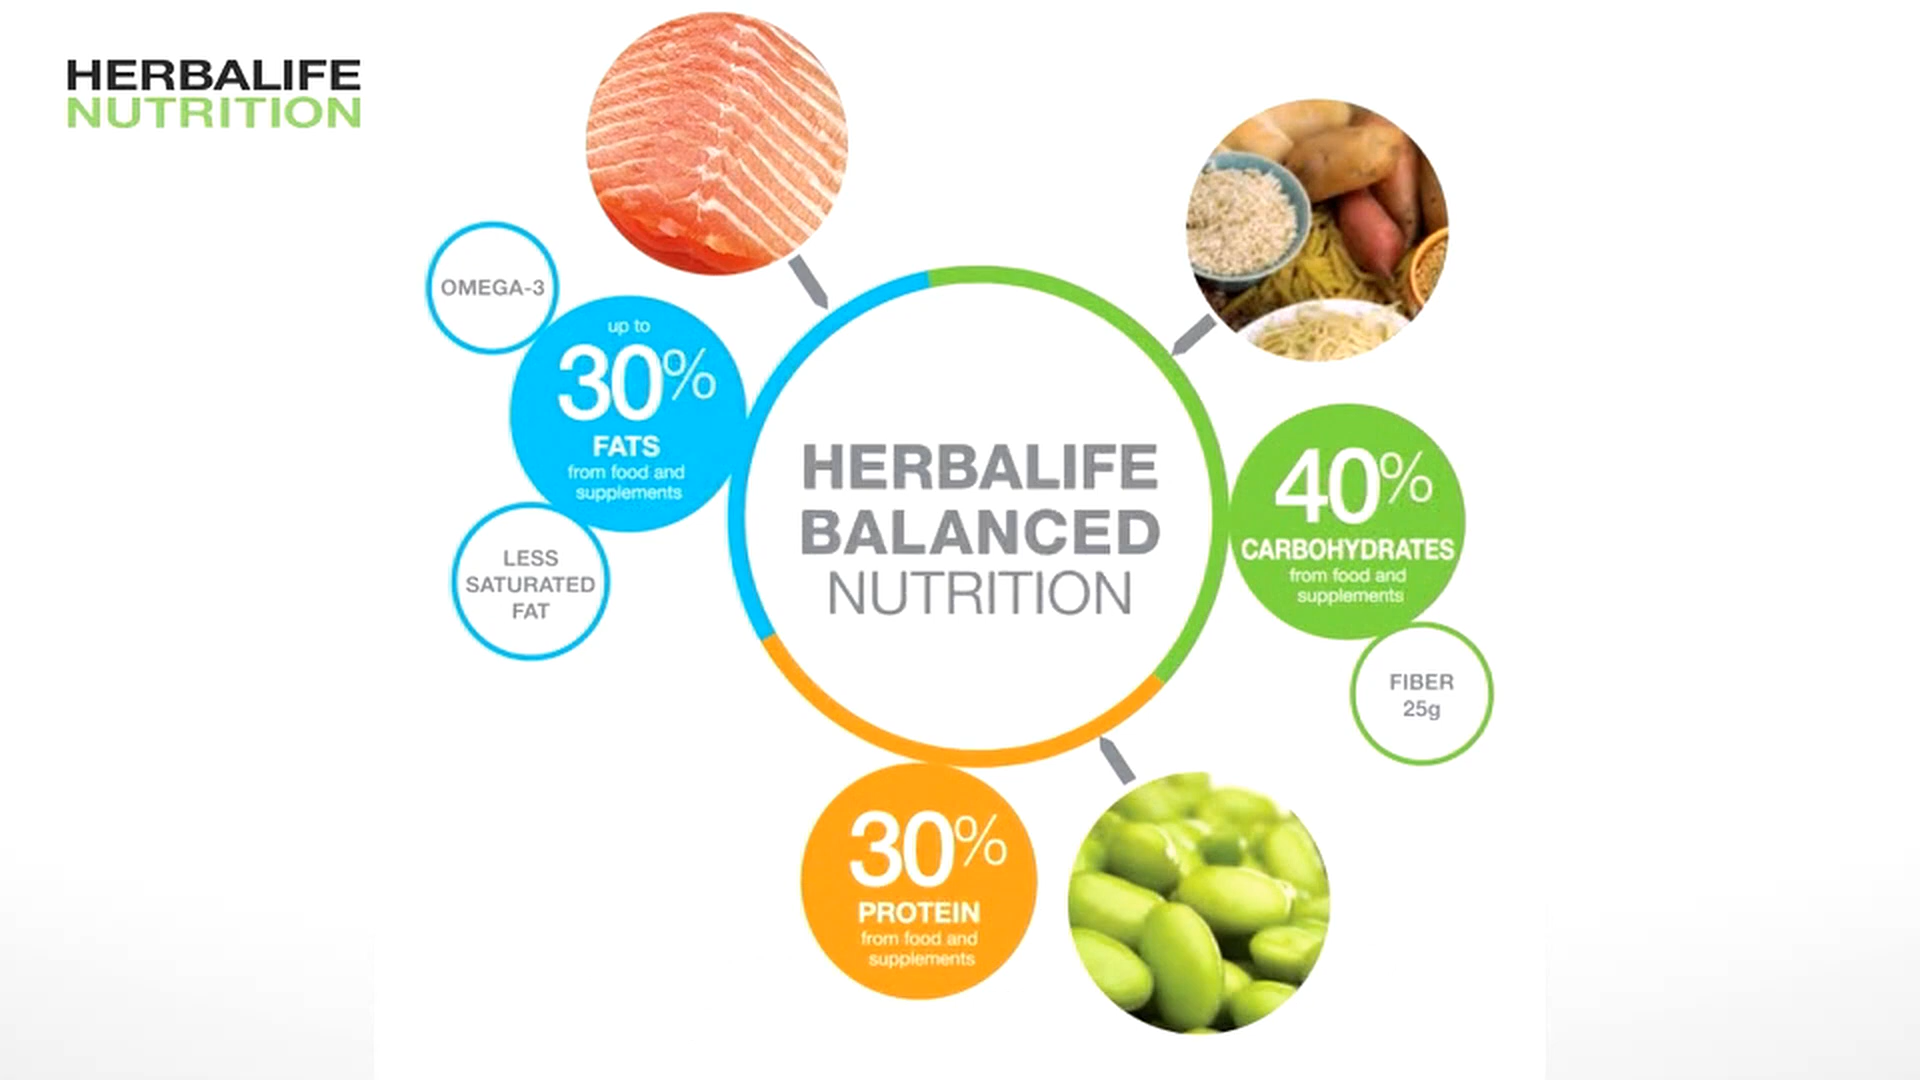 HERBALIFE
NUTRITION
OMEGA-3
up to
30%
FATS
from food and
supplements
LESS
SATURATED
FAT
HERBALIFE
BALANCED
NUTRITION
40%
CARBOHYDRATES
from food and
supplements
FIBER
25g
30%
PROTEIN
from food and
supplements